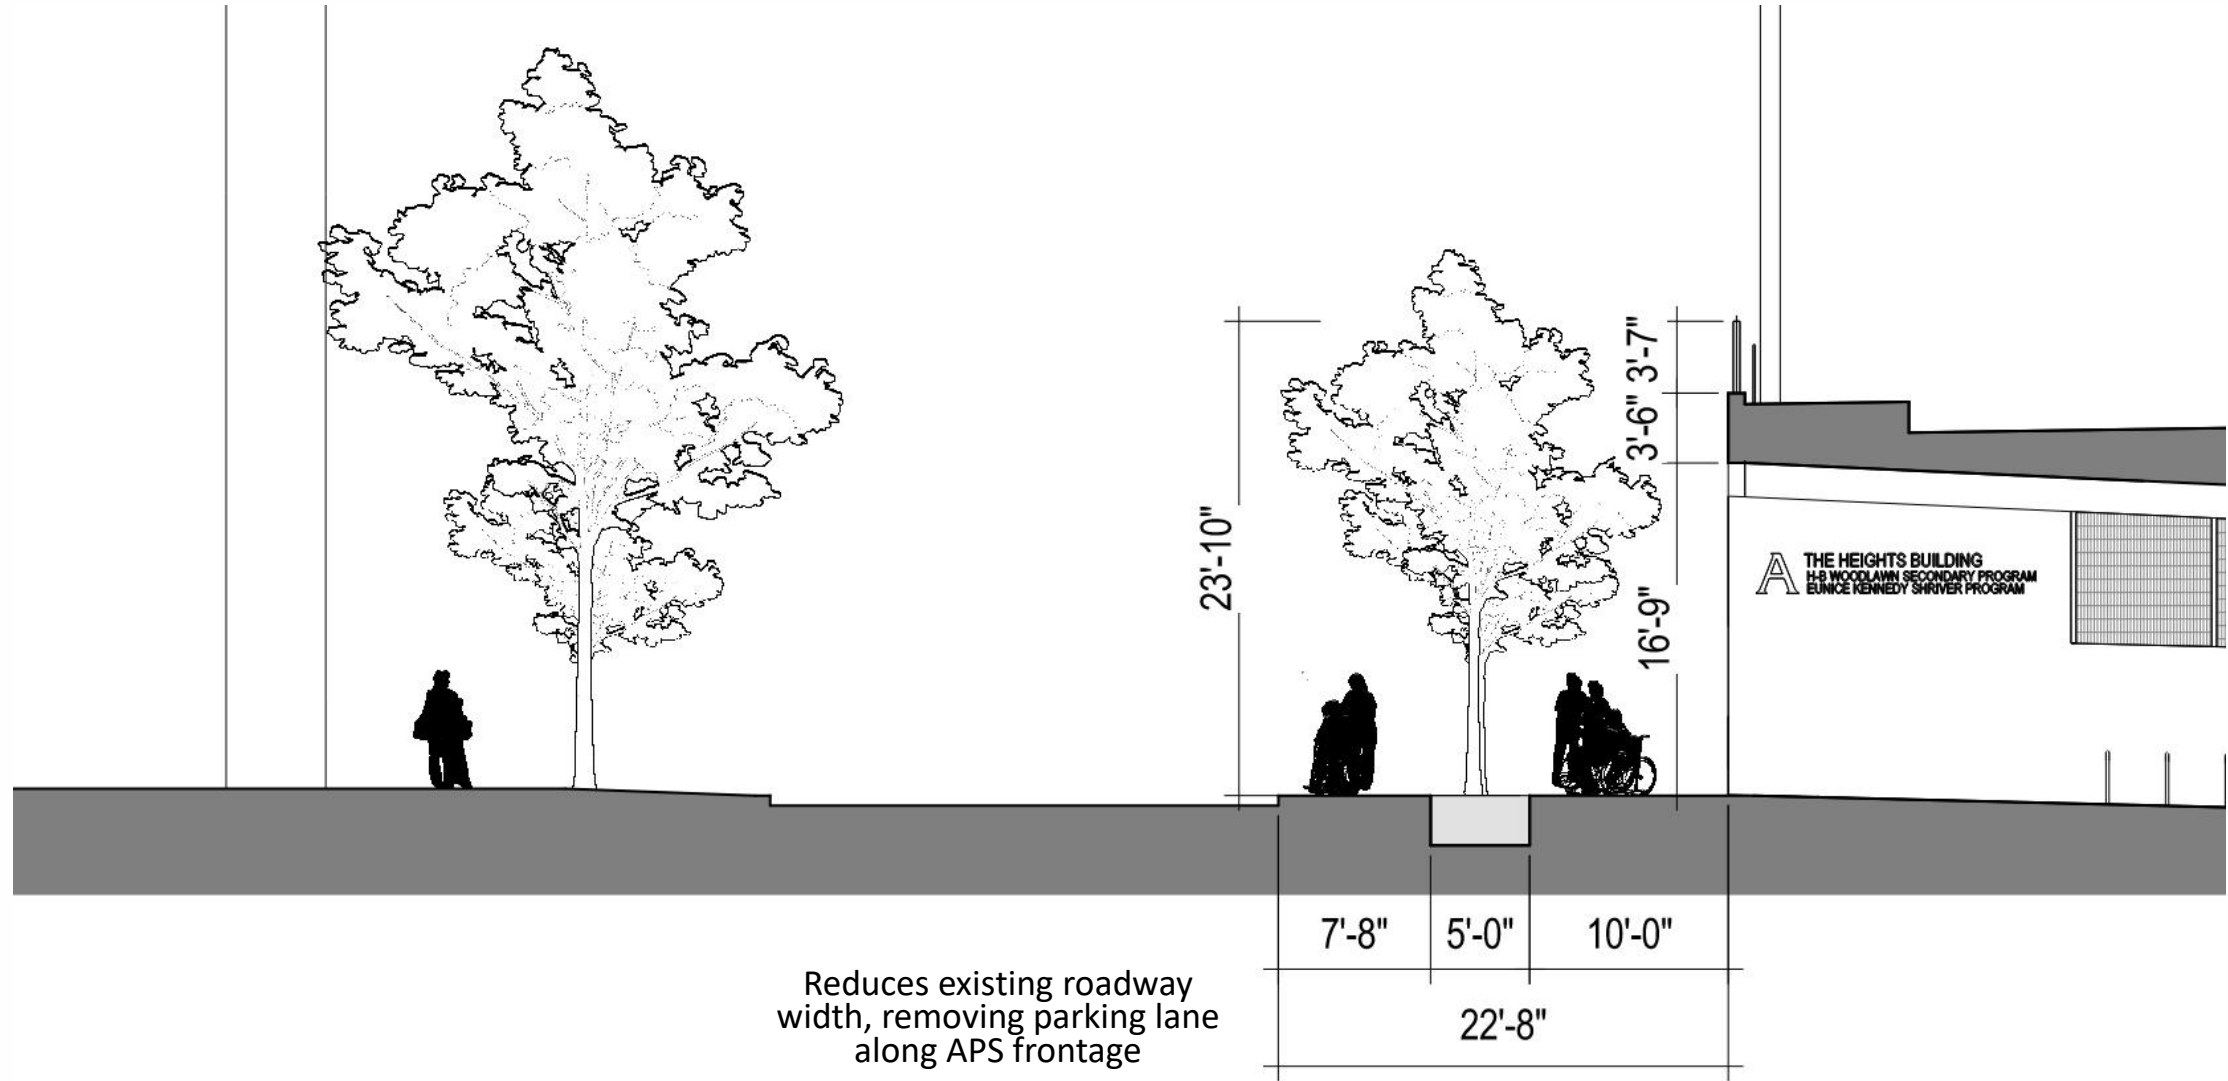 3'-7"
3'-6"
23'-10"
16'-9"
A
THE HEIGHTS BUILDING
H-B WOODLAWN SECONDARY PROGRAM
EUNICE KENNEDY SHRIVER PROGRAM
7'-8"
5'-0"
10'-0"
22'-8"
Reduces existing roadway
width, removing parking lane
along APS frontage